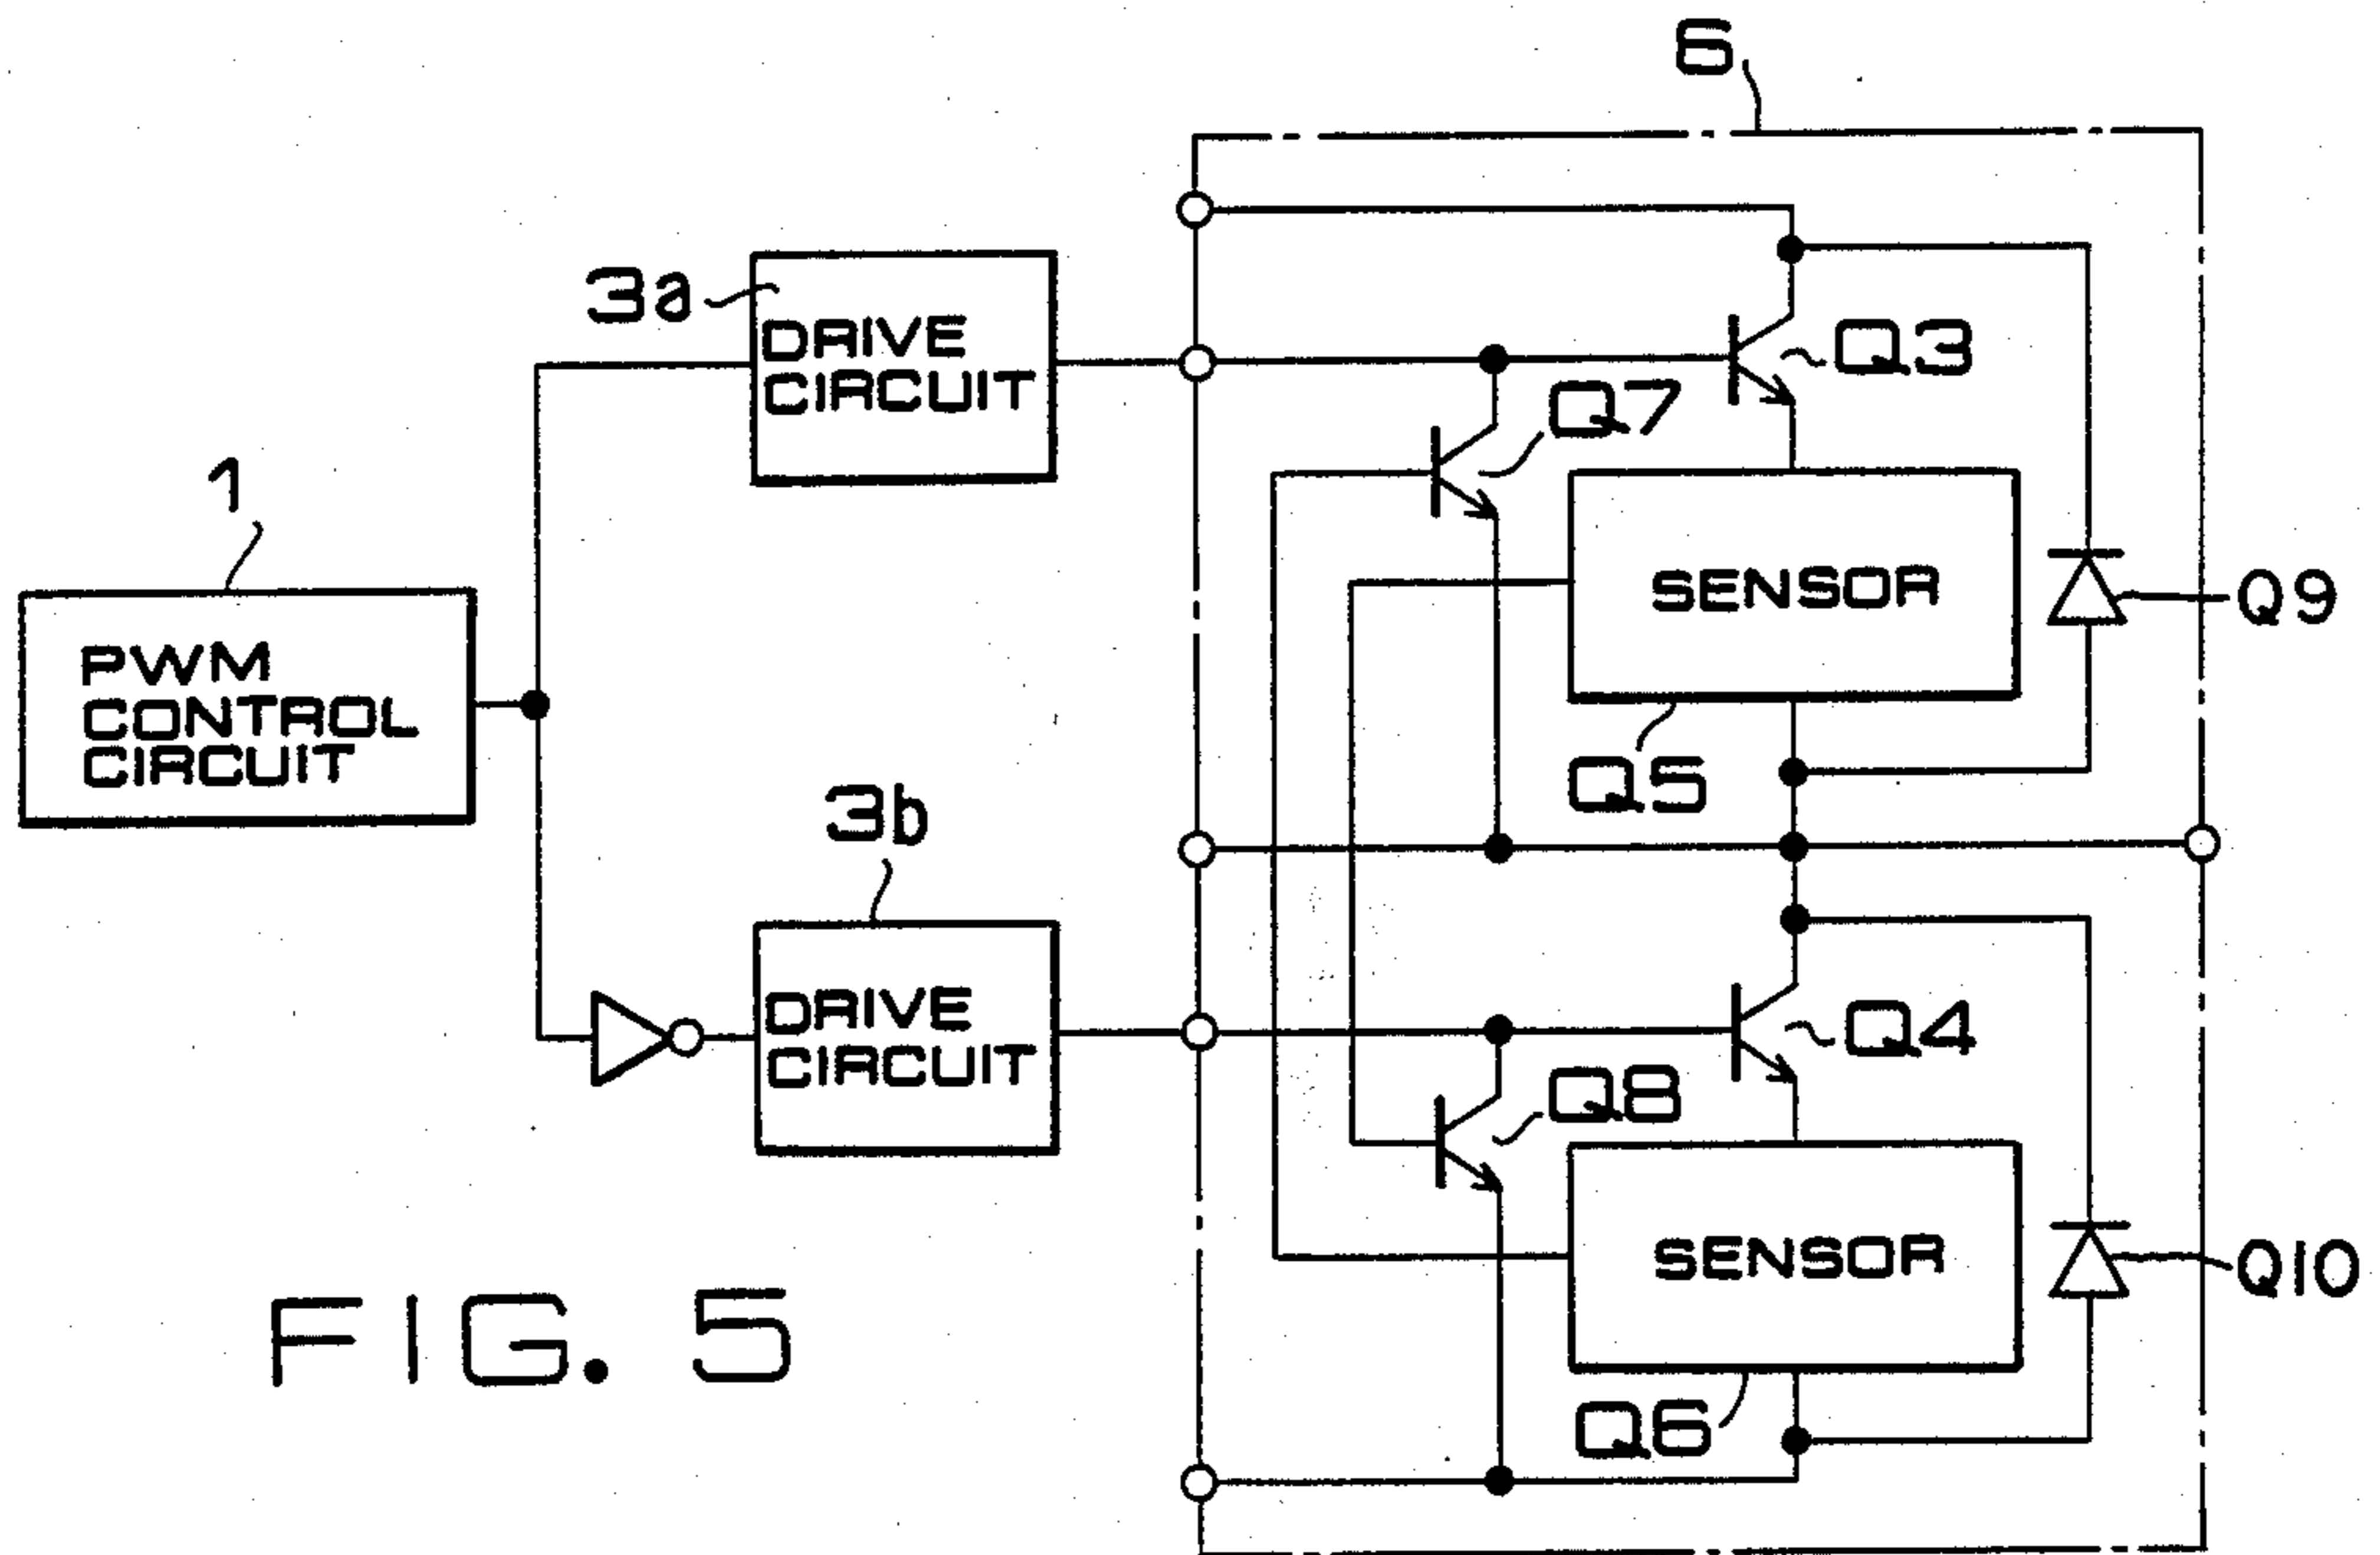 6
3a
DRIVE
CIRCUIT
Q3
Q7
1
SENSOR
Q9
PWM
CONTROL
CIRCUIT
Q5
3b
DRIVE
CIRCUIT
Q4
Q8
SENSOR
Q10
Q6
FIG. 5